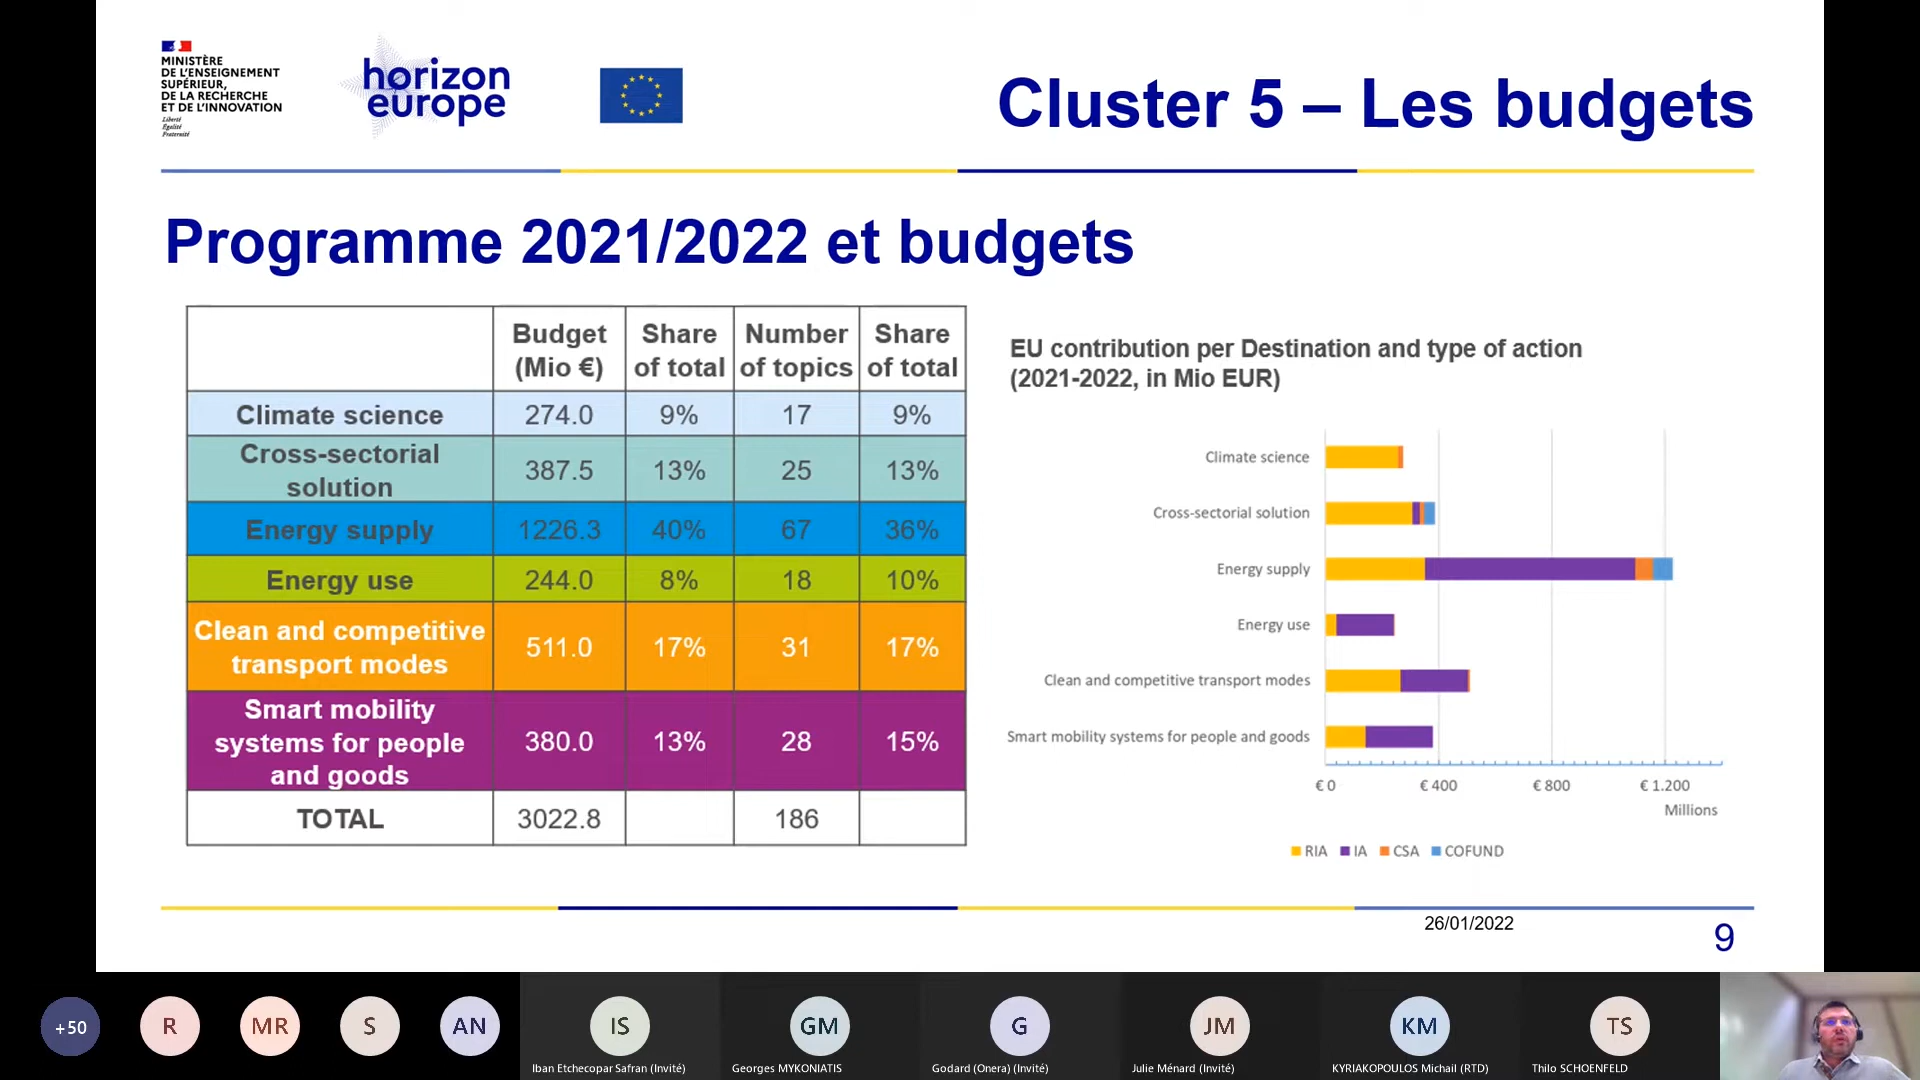 MINISTÈRE
DE L'ENSEIGNEMENT
SUPÉRIEUR,
DE LA RECHERCHE
ET DE L'INNOVATION
Liberté
Égalité
Fraternité
horizon
europe
Cluster 5 – Les budgets
Programme 2021/2022 et budgets
Budget (Mio €) Share of total Number of topics Share of total
Climate science 274.0 9% 17 9%
Cross-sectorial solution 387.5 13% 25 13%
Energy supply 1226.3 40% 67 36%
Energy use 244.0 8% 18 10%
Clean and competitive transport modes 511.0 17% 31 17%
Smart mobility systems for people and goods 380.0 13% 28 15%
TOTAL 3022.8 186
EU contribution per Destination and type of action
(2021-2022, in Mio EUR)
Climate science
Cross-sectorial solution
Energy supply
Energy use
Clean and competitive transport modes
Smart mobility systems for people and goods
€ 0 € 400 € 800 € 1.200
Millions
RIA IA CSA COFUND
26/01/2022
9
+50 R MR S AN IS GM G JM KM TS
Iban Etchecopar Safran (Invité) Georges MYKONIATIS Godard (Onera) (Invité) Julie Ménard (Invité) KYRIAKOPOULOS Michail (RTD) Thilo SCHOENFELD